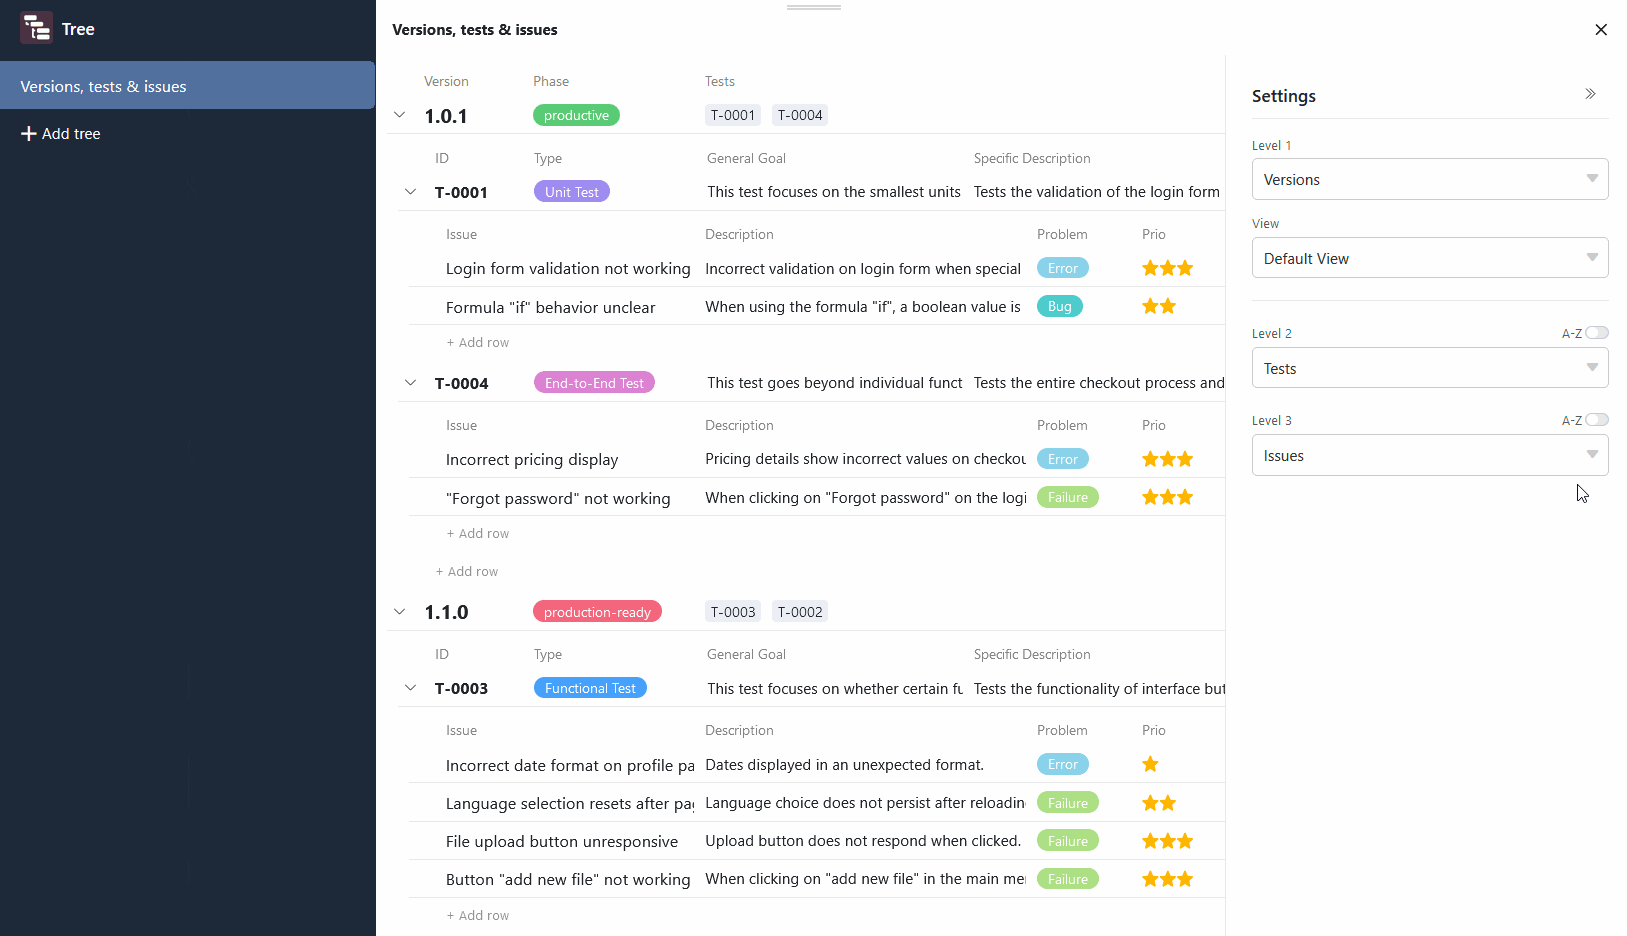 Tree
Versions, tests & issues
Add tree
Versions, tests & issues
Version Phase Tests
1.0.1 productive T-0001 T-0004
ID Type General Goal Specific Description
T-0001 Unit Test This test focuses on the smallest units Tests the validation of the login form
Issue Description Problem Prio
Login form validation not working Incorrect validation on login form when special Error
Formula "if" behavior unclear When using the formula "if", a boolean value is Bug
+ Add row
T-0004 End-to-End Test This test goes beyond individual funct Tests the entire checkout process and
Issue Description Problem Prio
Incorrect pricing display Pricing details show incorrect values on checkou Error
"Forgot password" not working When clicking on "Forgot password" on the logi Failure
+ Add row
+ Add row
1.1.0 production-ready T-0003 T-0002
ID Type General Goal Specific Description
T-0003 Functional Test This test focuses on whether certain fu Tests the functionality of interface but
Issue Description Problem Prio
Incorrect date format on profile pa Dates displayed in an unexpected format. Error
Language selection resets after pag Language choice does not persist after reloadin Failure
File upload button unresponsive Upload button does not respond when clicked. Failure
Button "add new file" not working When clicking on "add new file" in the main me Failure
+ Add row
Settings
Level 1
Versions
View
Default View
Level 2 A-Z
Tests
Level 3 A-Z
Issues